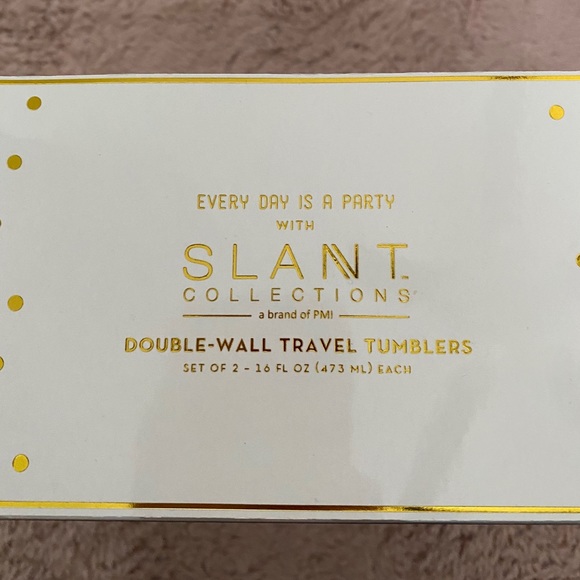 EVERY DAY IS A PARTY
WITH
SLANT™
COLLECTIONS®
a brand of PMI
DOUBLE-WALL TRAVEL TUMBLERS
SET OF 2 - 16 FL OZ (473 ML) EACH